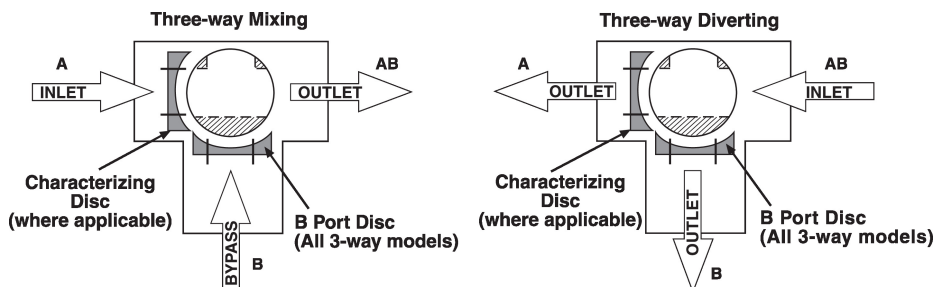 Three-way Mixing
A
INLET
AB
OUTLET
Characterizing
Disc
(where applicable)
B Port Disc
(All 3-way models)
BYPASS
B
Three-way Diverting
A
OUTLET
AB
INLET
Characterizing
Disc
(where applicable)
B Port Disc
(All 3-way models)
OUTLET
B